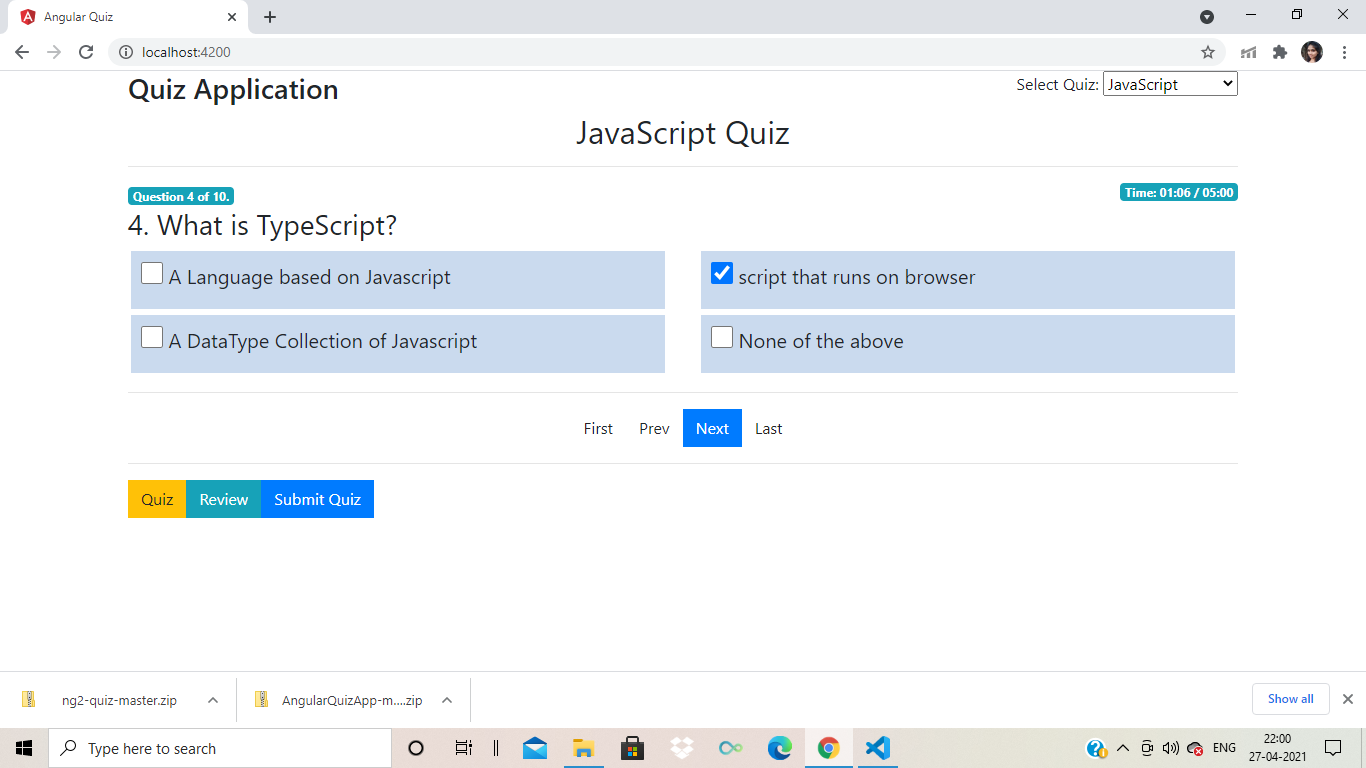 Angular Quiz
localhost:4200
Quiz Application
Select Quiz: JavaScript
JavaScript Quiz
Question 4 of 10.
Time: 01:06 / 05:00
4. What is TypeScript?
A Language based on Javascript
script that runs on browser
A DataType Collection of Javascript
None of the above
First Prev Next Last
Quiz Review Submit Quiz
ng2-quiz-master.zip
AngularQuizApp-m....zip
Show all
Type here to search
ENG
22:00
27-04-2021